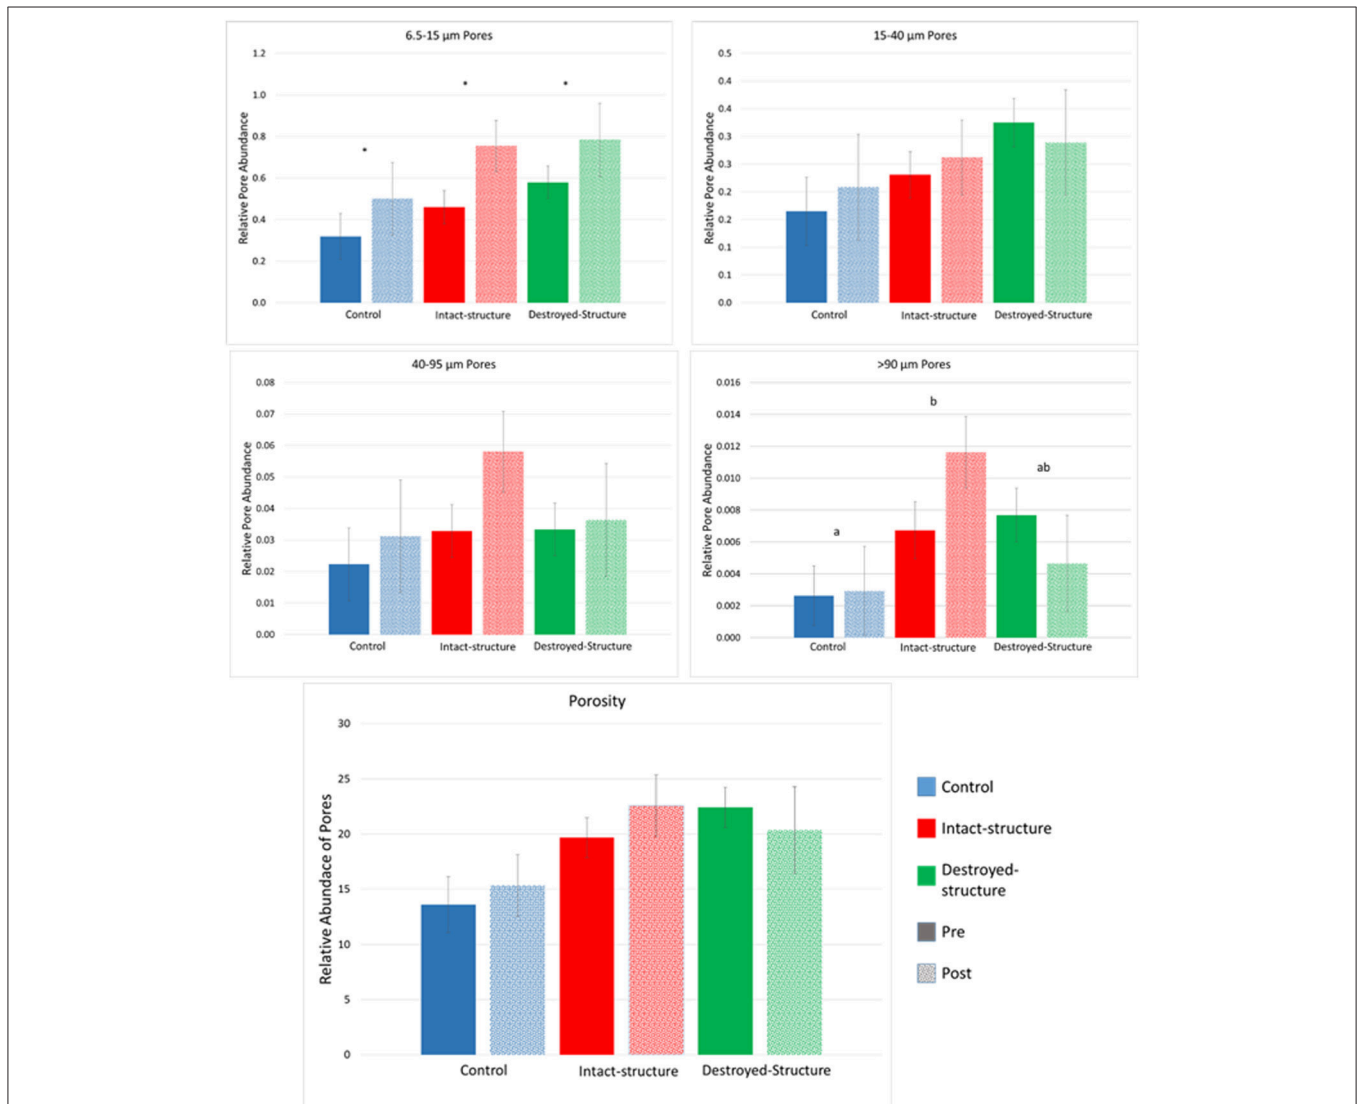 6.5-15 µm Pores
Relative Pore Abundance
1.2
1.0
0.8
0.6
0.4
0.2
0.0
*
*
*
Control
Intact-structure
Destroyed-Structure
15-40 µm Pores
Relative Pore Abundance
0.5
0.4
0.4
0.3
0.3
0.2
0.2
0.1
0.1
0.0
Control
Intact-structure
Destroyed-Structure
40-95 µm Pores
Relative Pore Abundance
0.08
0.07
0.06
0.05
0.04
0.03
0.02
0.01
0.00
Control
Intact-structure
Destroyed-Structure
>90 µm Pores
Relative Pore Abundance
0.016
0.014
0.012
0.010
0.008
0.006
0.004
0.002
0.000
a
b
ab
Control
Intact-structure
Destroyed-Structure
Porosity
Relative Abundace of Pores
30
25
20
15
10
5
0
Control
Intact-structure
Destroyed-Structure
Control
Intact-structure
Destroyed-
structure
Pre
Post